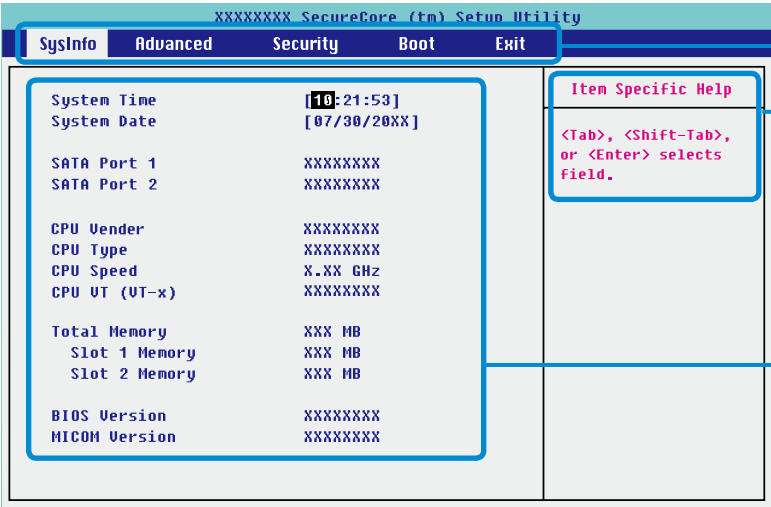 XXXXXXXX SecureCore (tm) Setup Utility
SysInfo Advanced Security Boot Exit
System Time [10:21:53]
System Date [07/30/20XX]
SATA Port 1 XXXXXXXX
SATA Port 2 XXXXXXXX
CPU Vender XXXXXXXX
CPU Type XXXXXXXX
CPU Speed X.XX GHz
CPU VT (VT-x) XXXXXXXX
Total Memory XXX MB
Slot 1 Memory XXX MB
Slot 2 Memory XXX MB
BIOS Version XXXXXXXX
MICOM Version XXXXXXXX
Item Specific Help
<Tab>, <Shift-Tab>,
or <Enter> selects
field.